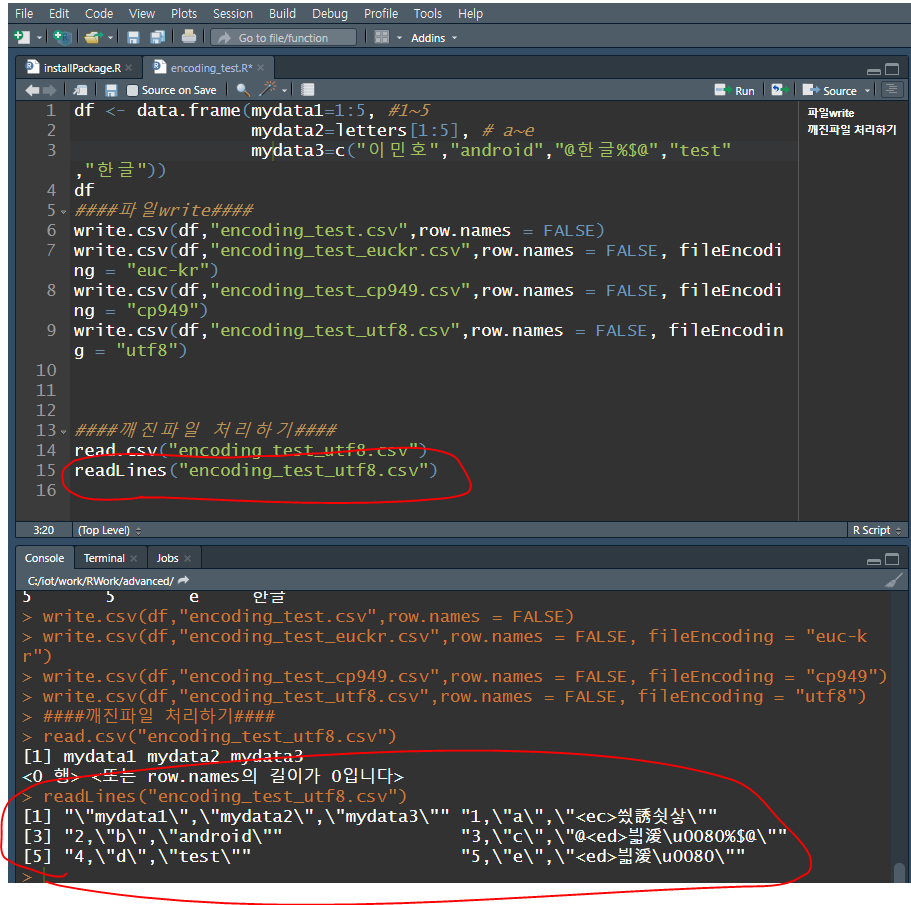 File Edit Code View Plots Session Build Debug Profile Tools Help
Go to file/function Addins
installPackage.R encoding_test.R*
Source on Save Run Source
1 df <- data.frame(mydata1=1:5, #1~5
2 mydata2=letters[1:5], # a~e
3 mydata3=c("이민호","android","@한글%$@","test"
,"한글"))
4 df
5 ####파일write####
6 write.csv(df,"encoding_test.csv",row.names = FALSE)
7 write.csv(df,"encoding_test_euckr.csv",row.names = FALSE, fileEncodi
ng = "euc-kr")
8 write.csv(df,"encoding_test_cp949.csv",row.names = FALSE, fileEncodi
ng = "cp949")
9 write.csv(df,"encoding_test_utf8.csv",row.names = FALSE, fileEncodin
g = "utf8")
10
11
12
13 ####깨진파일 처리하기####
14 read.csv("encoding_test_utf8.csv")
15 readLines("encoding_test_utf8.csv")
16
파일write
깨진파일 처리하기
3:20 (Top Level) R Script
Console Terminal Jobs
C:/iot/work/RWork/advanced/
5 5 e 한글
> write.csv(df,"encoding_test.csv",row.names = FALSE)
> write.csv(df,"encoding_test_euckr.csv",row.names = FALSE, fileEncoding = "euc-k
r")
> write.csv(df,"encoding_test_cp949.csv",row.names = FALSE, fileEncoding = "cp949")
> write.csv(df,"encoding_test_utf8.csv",row.names = FALSE, fileEncoding = "utf8")
> ####깨진파일 처리하기####
> read.csv("encoding_test_utf8.csv")
[1] mydata1 mydata2 mydata3
<0 행> <또는 row.names의 길이가 0입니다>
> readLines("encoding_test_utf8.csv")
[1] "\"mydata1\",\"mydata2\",\"mydata3\"" "1,\"a\",\"<ec>씠誘쇳샇\""
[3] "2,\"b\",\"android\"" "3,\"c\",\"@<ed>븳湲\u0080%$@\""
[5] "4,\"d\",\"test\"" "5,\"e\",\"<ed>븳湲\u0080\""
>